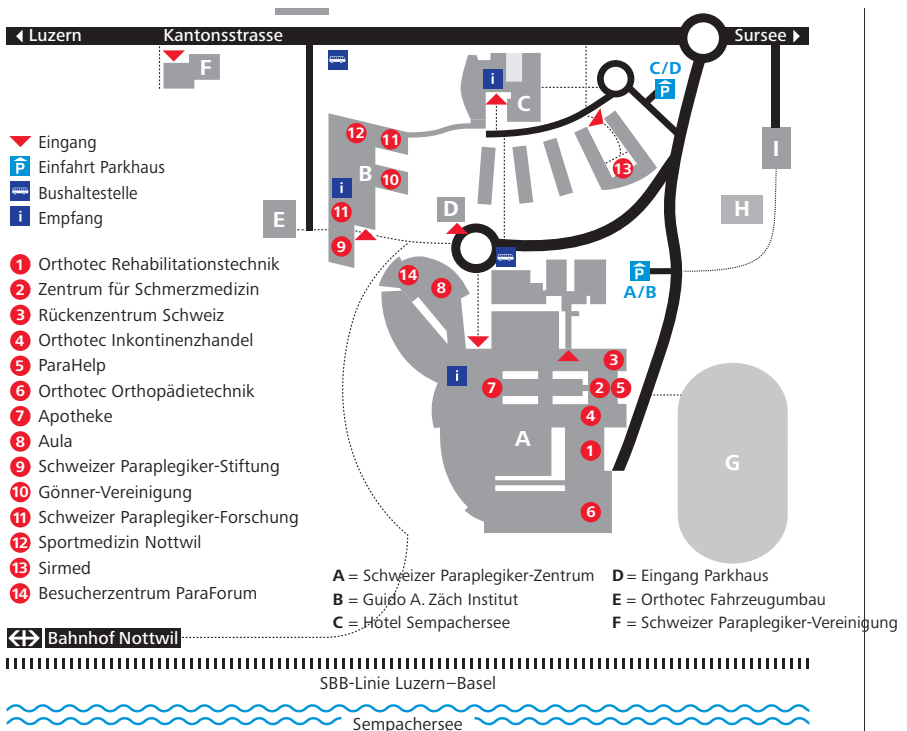 Luzern
Kantonsstrasse
Sursee
F
C/D
P
i
C
12
11
I
B
13
10
i
11
H
D
E
9
P
A/B
14
8
3
i
7
2
5
4
A
1
G
6
Eingang
P Einfahrt Parkhaus
Bushaltestelle
i Empfang
1 Orthotec Rehabilitationstechnik
2 Zentrum für Schmerzmedizin
3 Rückenzentrum Schweiz
4 Orthotec Inkontinenzhandel
5 ParaHelp
6 Orthotec Orthopädietechnik
7 Apotheke
8 Aula
9 Schweizer Paraplegiker-Stiftung
10 Gönner-Vereinigung
11 Schweizer Paraplegiker-Forschung
12 Sportmedizin Nottwil
13 Sirmed
14 Besucherzentrum ParaForum
A = Schweizer Paraplegiker-Zentrum
B = Guido A. Zäch Institut
C = Hotel Sempachersee
D = Eingang Parkhaus
E = Orthotec Fahrzeugumbau
F = Schweizer Paraplegiker-Vereinigung
Bahnhof Nottwil
SBB-Linie Luzern–Basel
Sempachersee